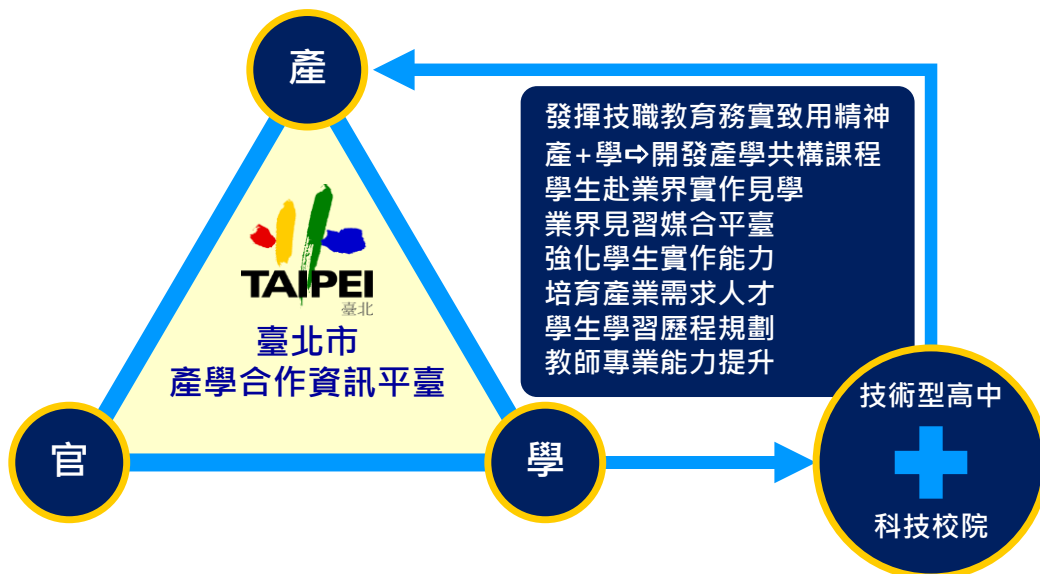 產
發揮技職教育務實致用精神
產+學⇨開發產學共構課程
學生赴業界實作見學
業界見習媒合平臺
強化學生實作能力
培育產業需求人才
學生學習歷程規劃
教師專業能力提升
TAIPEI
臺北
臺北市
產學合作資訊平臺
官
學
技術型高中
科技校院